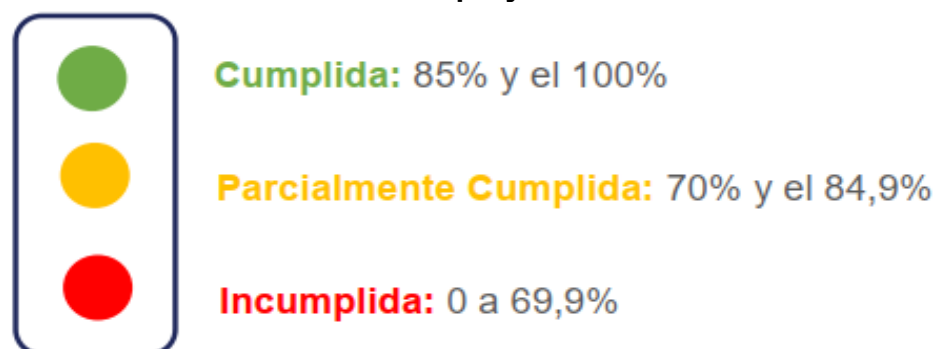 Cumplida: 85% y el 100%
Parcialmente Cumplida: 70% y el 84,9%
Incumplida: 0 a 69,9%